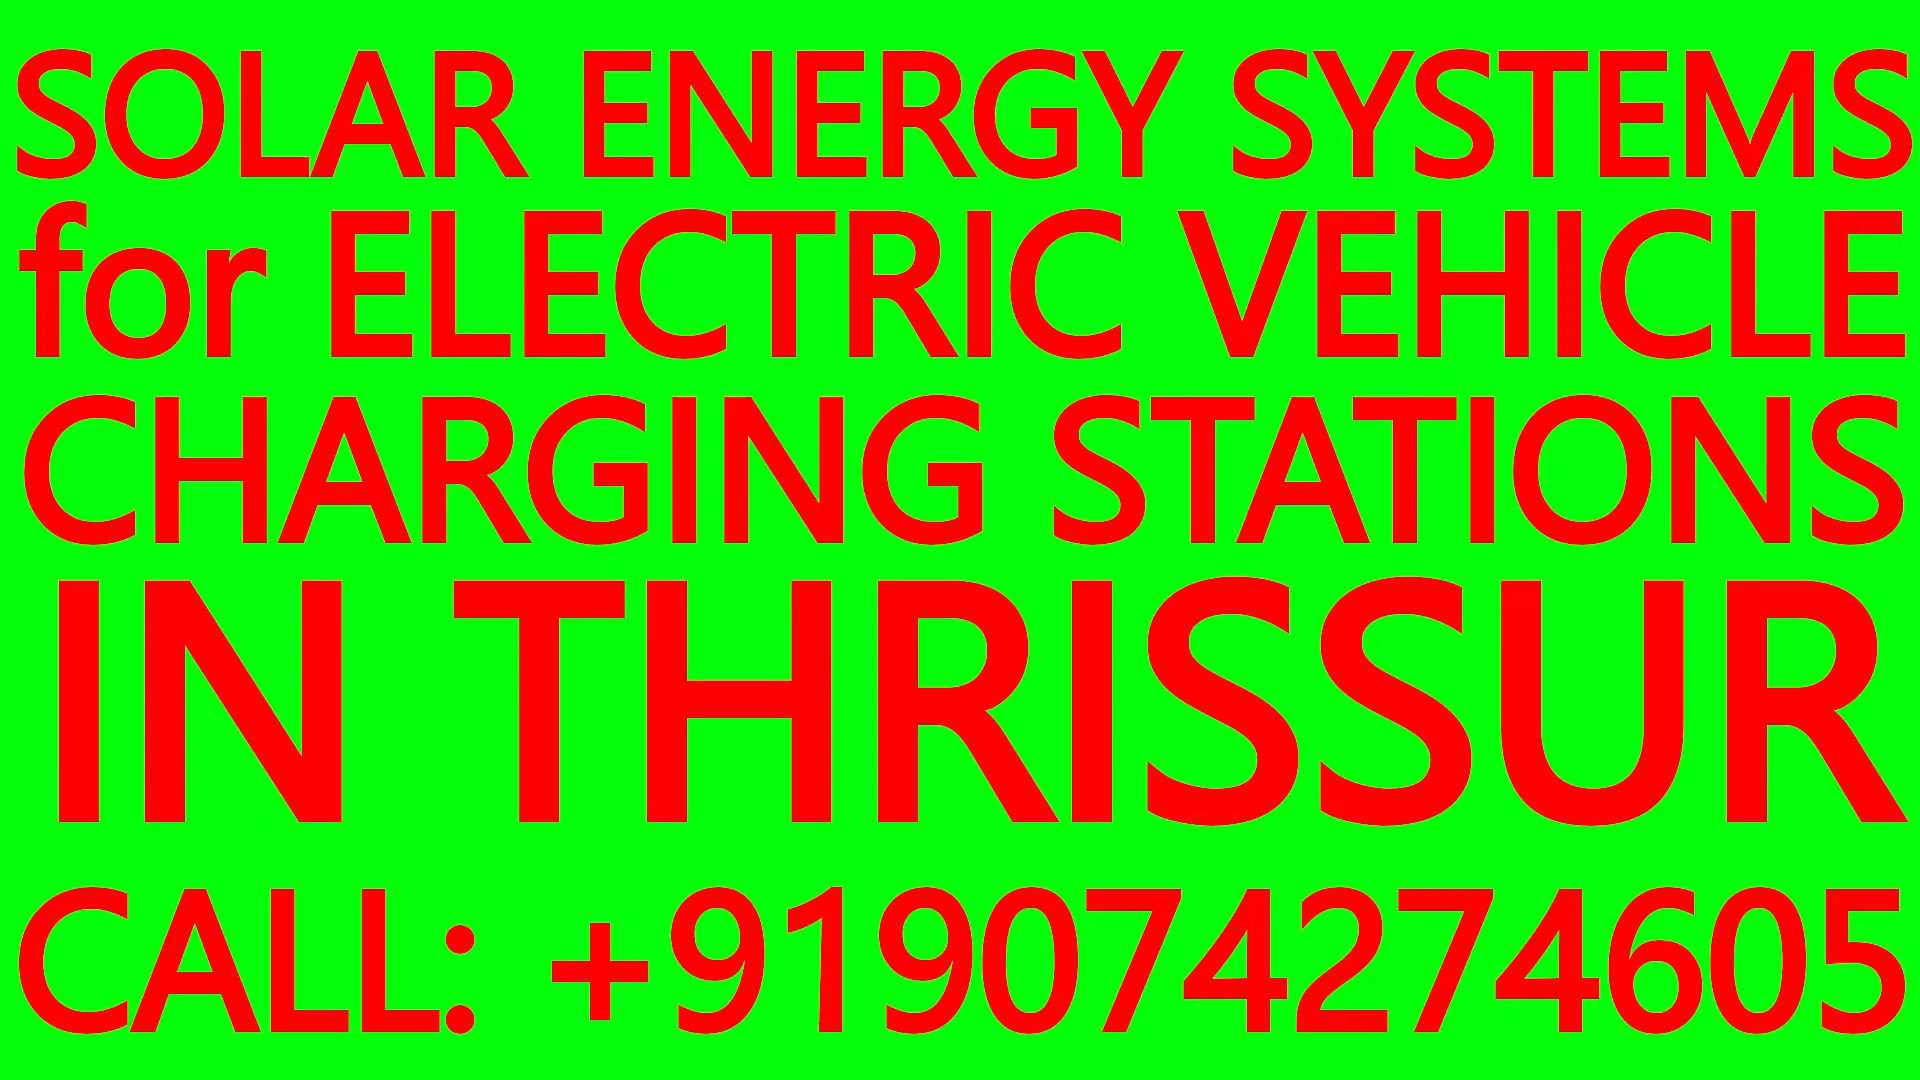 SOLAR ENERGY SYSTEMS
for ELECTRIC VEHICLE
CHARGING STATIONS
IN THRISSUR
CALL: +919074274605